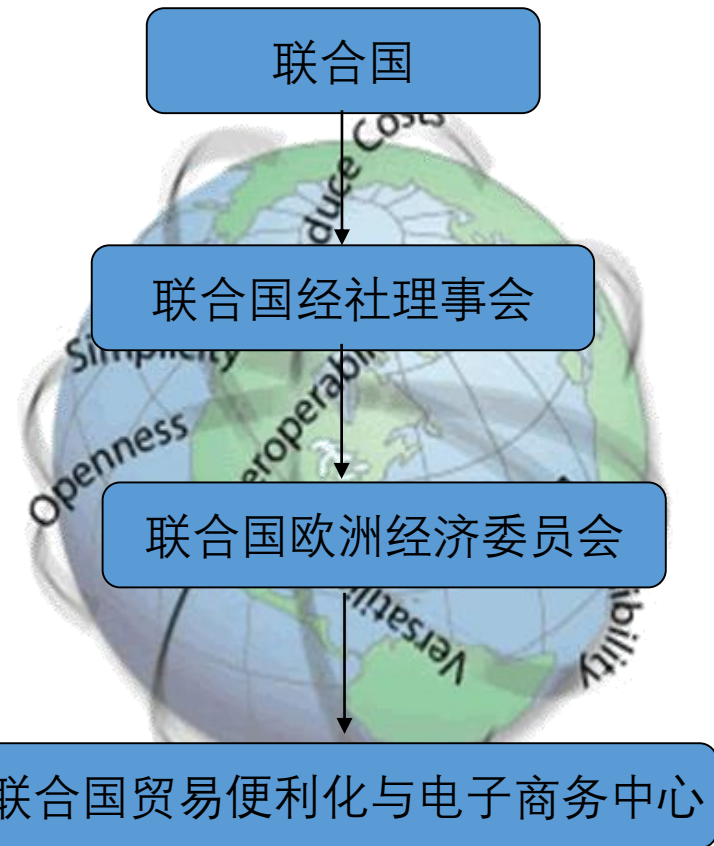 联合国
联合国经社理事会
Simplicity
Openness
联合国欧洲经济委员会
联合国贸易便利化与电子商务中心